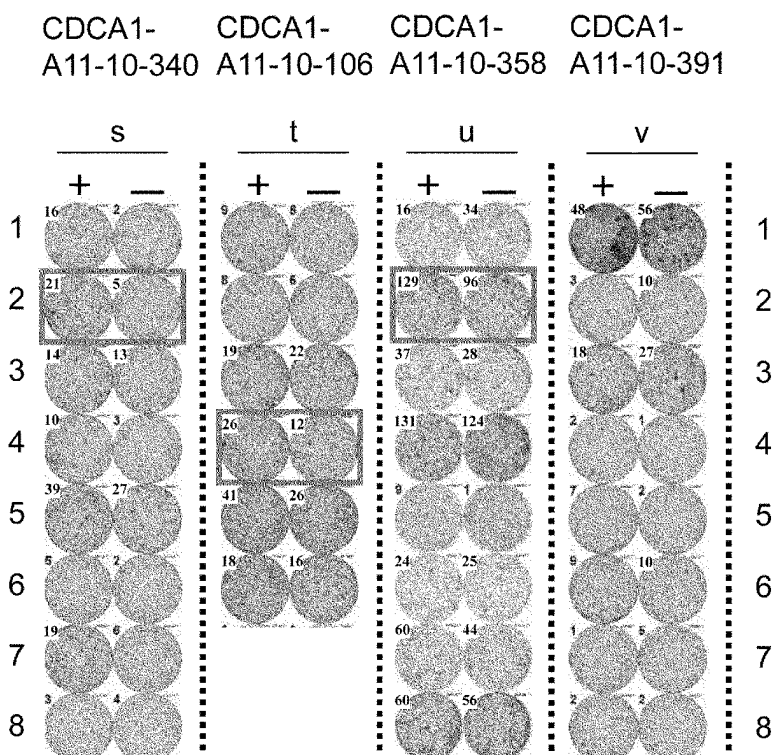 CDCA1- CDCA1- CDCA1- CDCA1-
A11-10-340 A11-10-106 A11-10-358 A11-10-391
s t u v
+ — + — + — + —
1 16 2 9 8 16 34 48 56 1
2 21 5 8 6 129 96 3 10 2
3 14 13 19 22 37 28 18 27 3
4 10 3 26 12 131 124 2 1 4
5 39 27 41 26 9 1 7 2 5
6 5 2 18 16 24 25 9 10 6
7 19 6 60 44 1 5 7
8 3 4 60 56 2 2 8